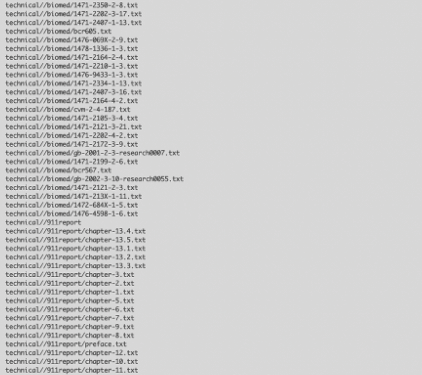 technical//biomed/1471-2350-2-8.txt
technical//biomed/1471-2202-3-17.txt
technical//biomed/1471-2407-1-13.txt
technical//biomed/bcr605.txt
technical//biomed/1476-069X-2-9.txt
technical//biomed/1478-1336-1-3.txt
technical//biomed/1471-2164-2-4.txt
technical//biomed/1471-2210-1-3.txt
technical//biomed/1476-9433-1-3.txt
technical//biomed/1471-2334-1-13.txt
technical//biomed/1471-2407-3-16.txt
technical//biomed/1471-2164-4-2.txt
technical//biomed/cvm-2-4-187.txt
technical//biomed/1471-2105-3-4.txt
technical//biomed/1471-2121-3-21.txt
technical//biomed/1471-2202-4-2.txt
technical//biomed/1471-2172-3-9.txt
technical//biomed/gb-2001-2-3-research0007.txt
technical//biomed/1471-2199-2-6.txt
technical//biomed/bcr567.txt
technical//biomed/gb-2002-3-10-research0055.txt
technical//biomed/1471-2121-2-3.txt
technical//biomed/1471-213X-1-11.txt
technical//biomed/1472-684X-1-5.txt
technical//biomed/1476-4598-1-6.txt
technical//911report
technical//911report/chapter-13.4.txt
technical//911report/chapter-13.5.txt
technical//911report/chapter-13.1.txt
technical//911report/chapter-13.2.txt
technical//911report/chapter-13.3.txt
technical//911report/chapter-3.txt
technical//911report/chapter-2.txt
technical//911report/chapter-1.txt
technical//911report/chapter-5.txt
technical//911report/chapter-6.txt
technical//911report/chapter-7.txt
technical//911report/chapter-9.txt
technical//911report/chapter-8.txt
technical//911report/preface.txt
technical//911report/chapter-12.txt
technical//911report/chapter-10.txt
technical//911report/chapter-11.txt